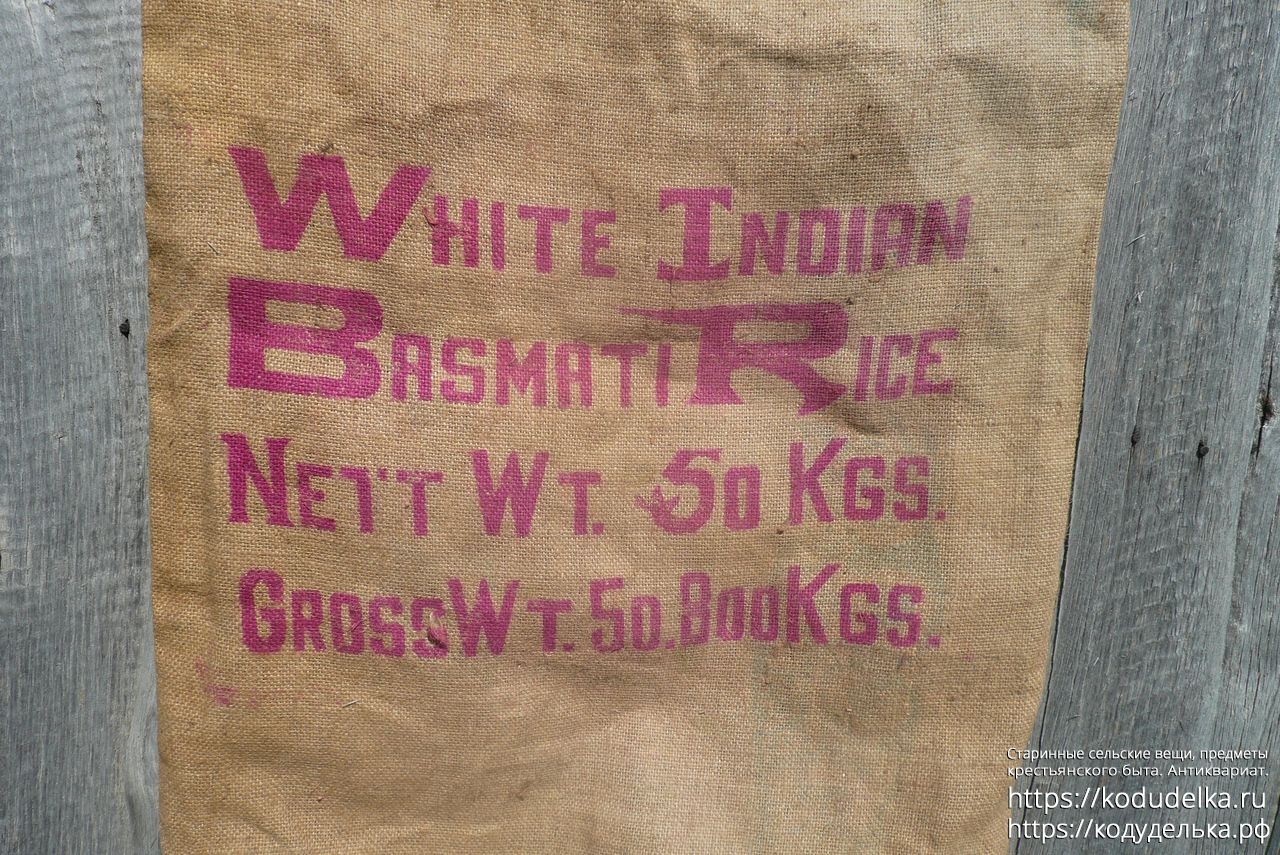 WHITE INDIAN
BASMATI RICE
NETT WT. 50 KGS.
GROSS WT. 50.800 KGS.
Старинные сельские вещи, предметы
крестьянского быта. Антиквариат.
https://kodudelka.ru
https://кодуделька.рф